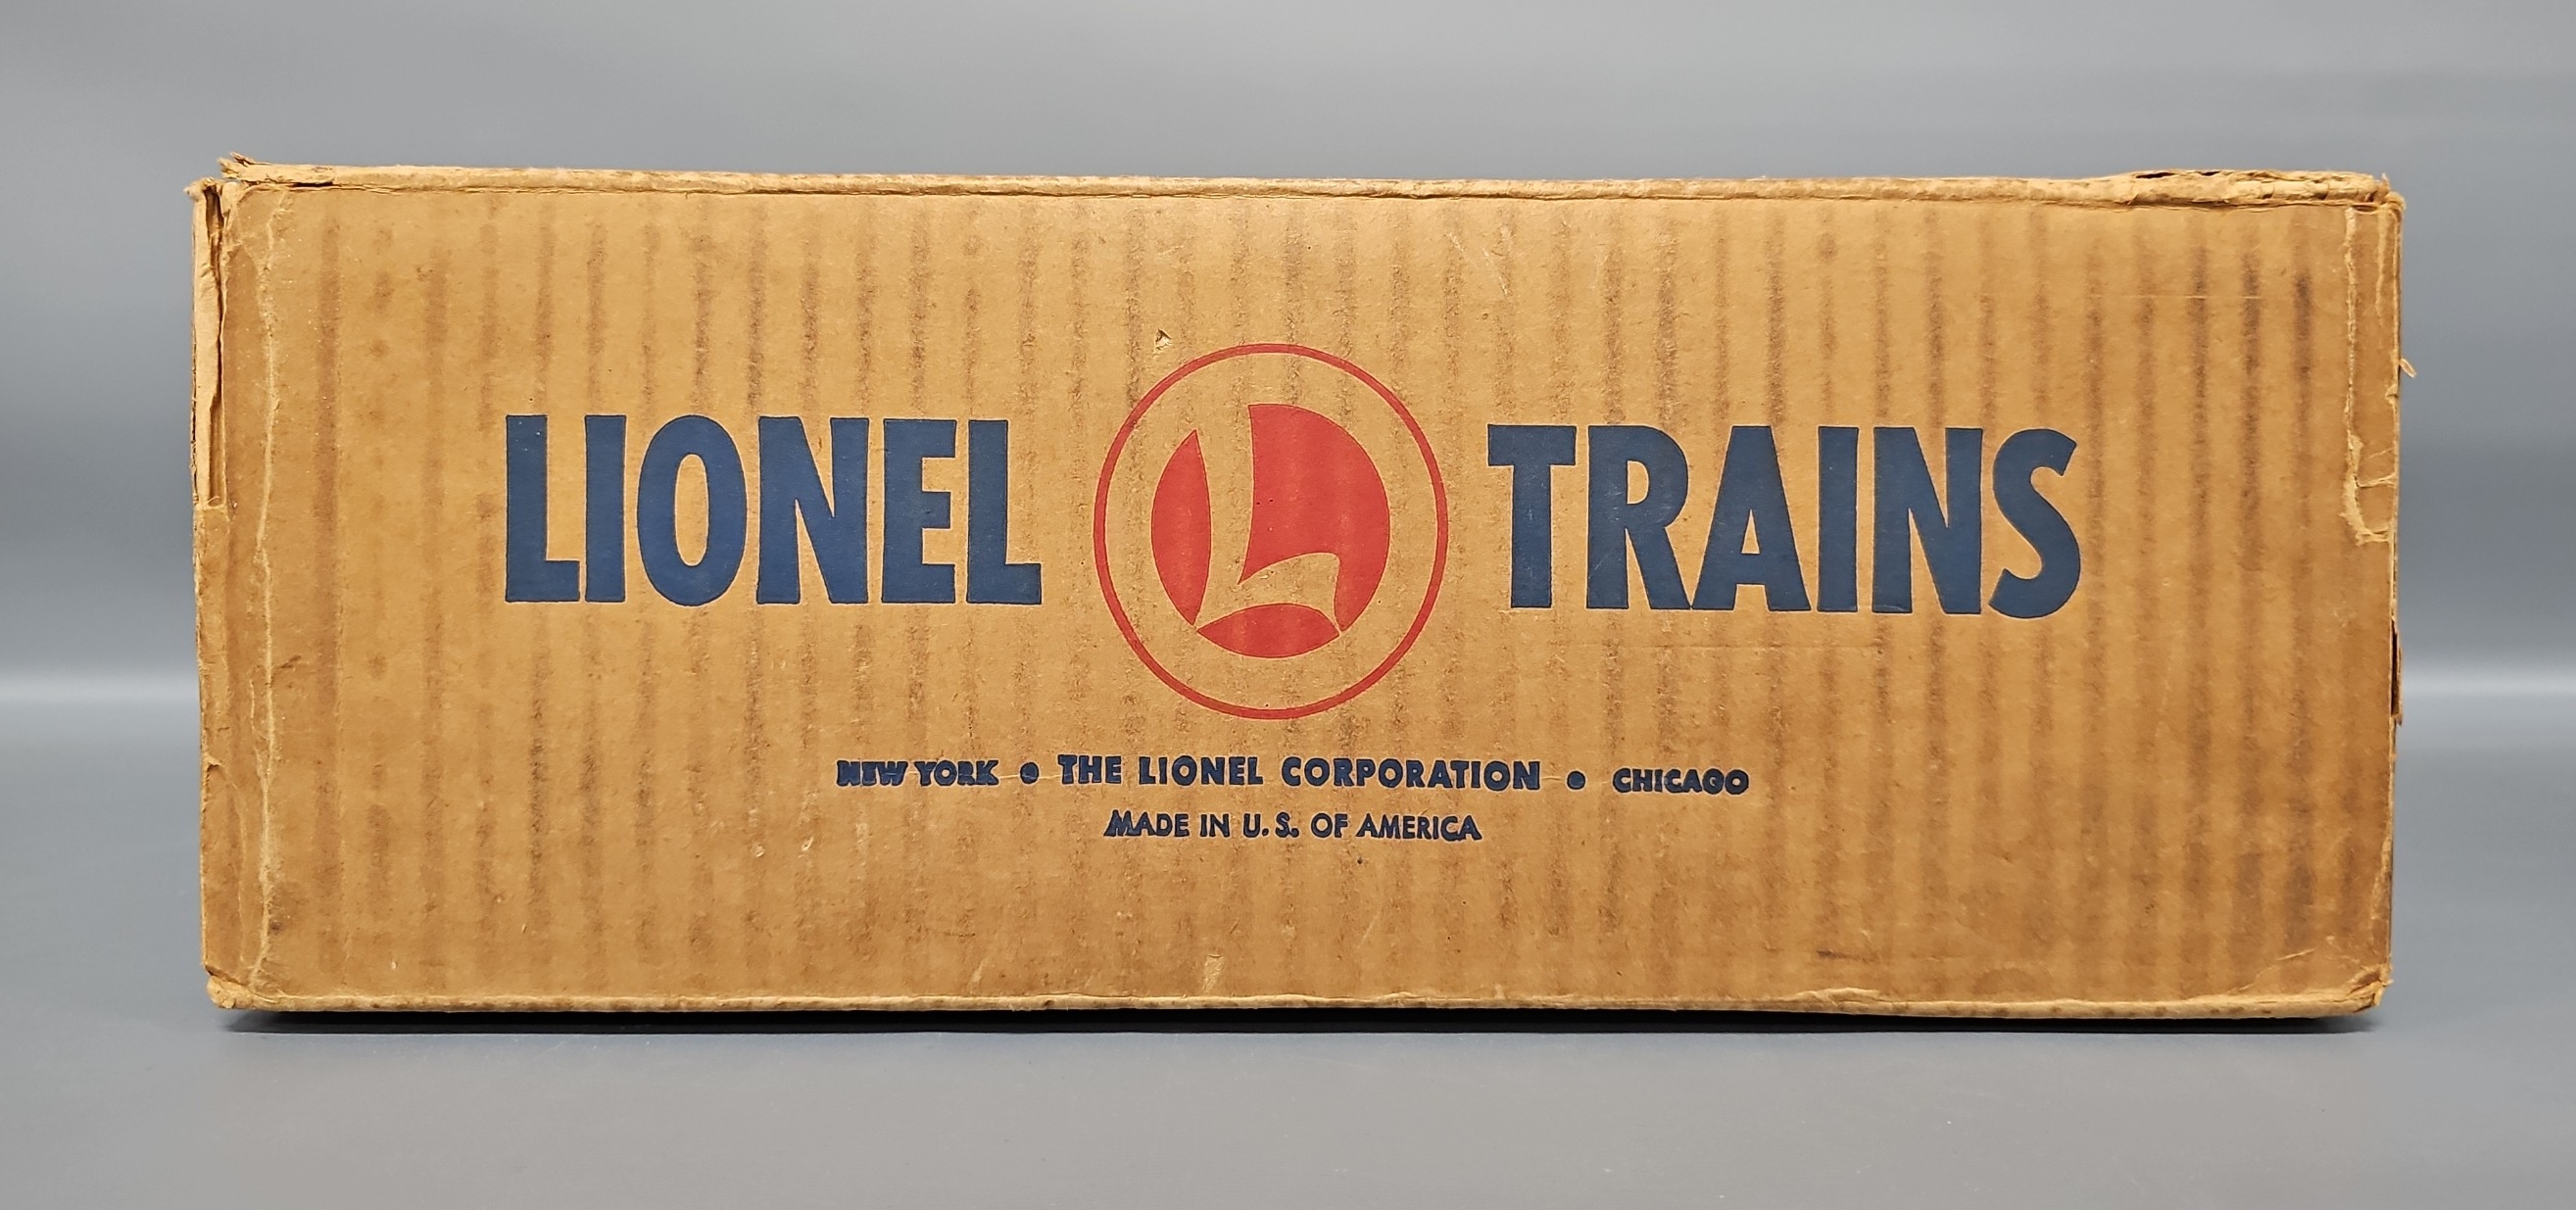 LIONEL L TRAINS
NEW YORK • THE LIONEL CORPORATION • CHICAGO
MADE IN U.S. OF AMERICA